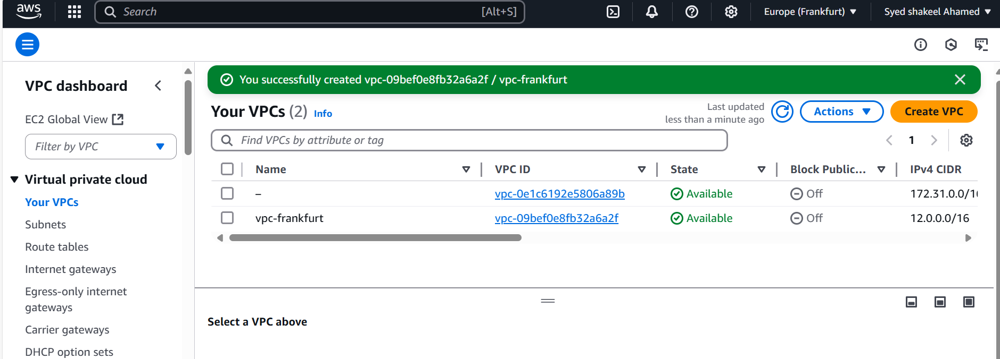 aws
Search [Alt+S]
Europe (Frankfurt)
Syed shakeel Ahamed
VPC dashboard
EC2 Global View
Filter by VPC
Virtual private cloud
Your VPCs
Subnets
Route tables
Internet gateways
Egress-only internet
gateways
Carrier gateways
DHCP option sets
You successfully created vpc-09bef0e8fb32a6a2f / vpc-frankfurt
Your VPCs (2) Info
Last updated
less than a minute ago
Actions
Create VPC
Find VPCs by attribute or tag
1
Name VPC ID State Block Public... IPv4 CIDR
– vpc-0e1c6192e5806a89b Available Off 172.31.0.0/16
vpc-frankfurt vpc-09bef0e8fb32a6a2f Available Off 12.0.0.0/16
Select a VPC above